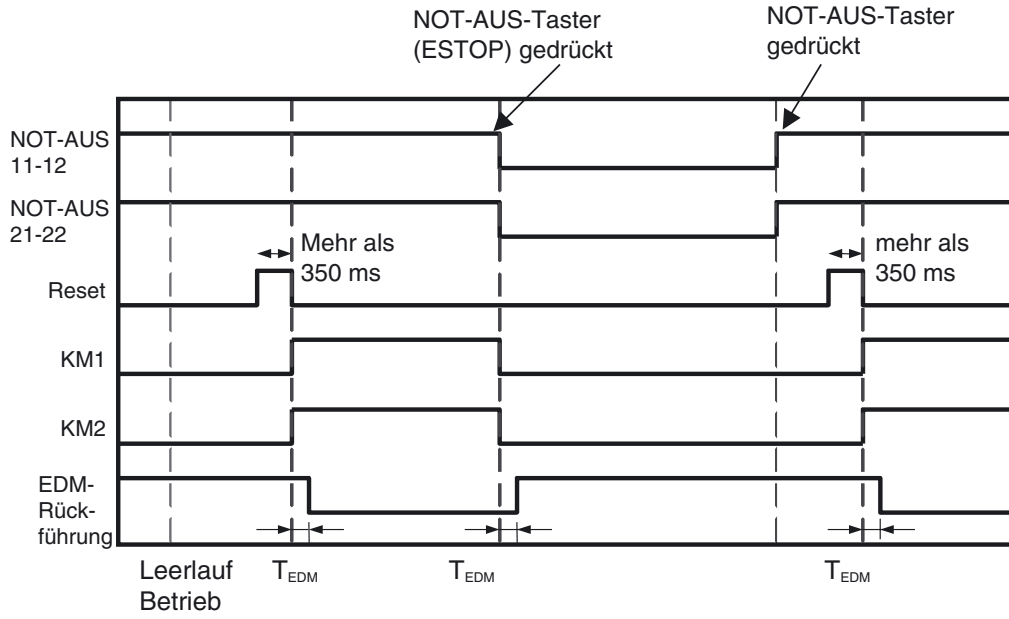 NOT-AUS-Taster
(ESTOP) gedrückt
NOT-AUS-Taster
gedrückt
NOT-AUS
11-12
NOT-AUS
21-22
Mehr als
350 ms
mehr als
350 ms
Reset
KM1
KM2
EDM-
Rück-
führung
Leerlauf
Betrieb
TEDM
TEDM
TEDM